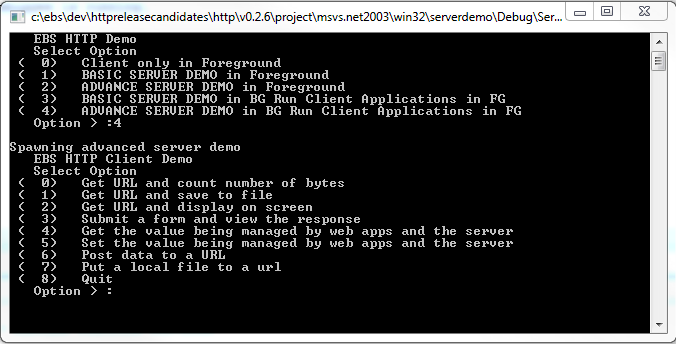 c:\ebs\dev\httpreleasecandidates\http\v0.2.6\project\msvs.net2003\win32\serverdemo\Debug\Ser...
EBS HTTP Demo
Select Option
( 0) Client only in Foreground
( 1) BASIC SERVER DEMO in Foreground
( 2) ADVANCE SERVER DEMO in Foreground
( 3) BASIC SERVER DEMO in BG Run Client Applications in FG
( 4) ADVANCE SERVER DEMO in BG Run Client Applications in FG
Option > :4
Spawning advanced server demo
EBS HTTP Client Demo
Select Option
( 0) Get URL and count number of bytes
( 1) Get URL and save to file
( 2) Get URL and display on screen
( 3) Submit a form and view the response
( 4) Get the value being managed by web apps and the server
( 5) Set the value being managed by web apps and the server
( 6) Post data to a URL
( 7) Put a local file to a url
( 8) Quit
Option > :